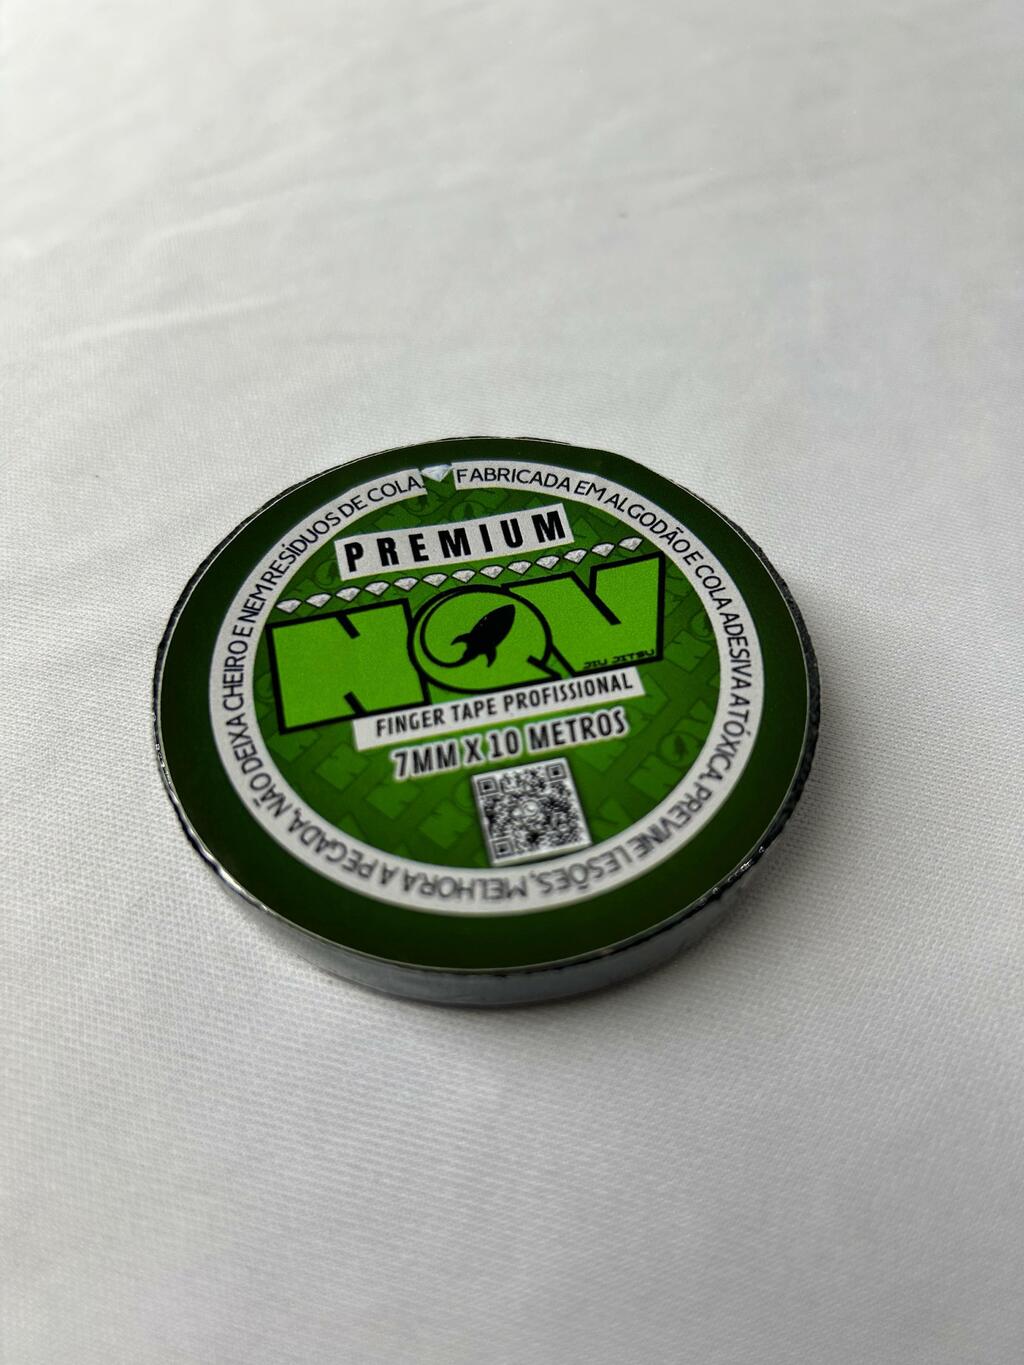 PREMIUM
NQV
JIU JITSU
FINGER TAPE PROFISSIONAL
7MM X 10 METROS
FABRICADA EM ALGODÃO E COLA ADESIVA ATÓXICA. PREVINE LESÕES, MELHORA A PEGADA, NÃO DEIXA CHEIRO E NEM RESÍDUOS DE COLA.